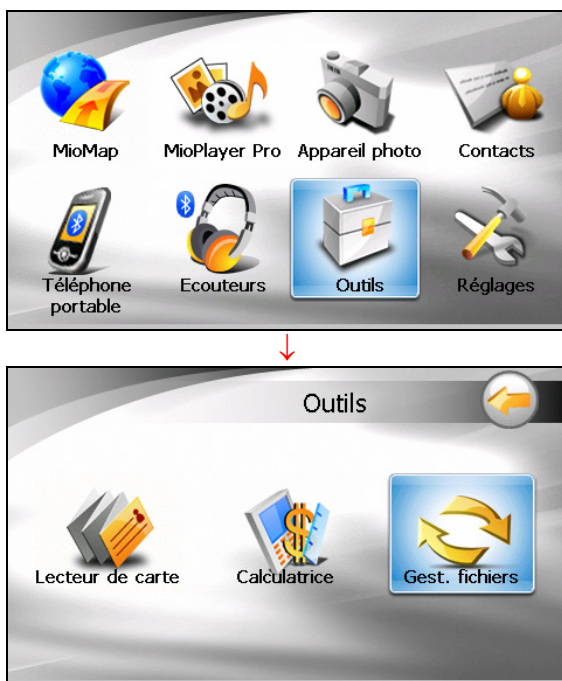 MioMap
MioPlayer Pro
Appareil photo
Contacts
Téléphone
portable
Ecouteurs
Outils
Réglages
Outils
Lecteur de carte
Calculatrice
Gest. fichiers